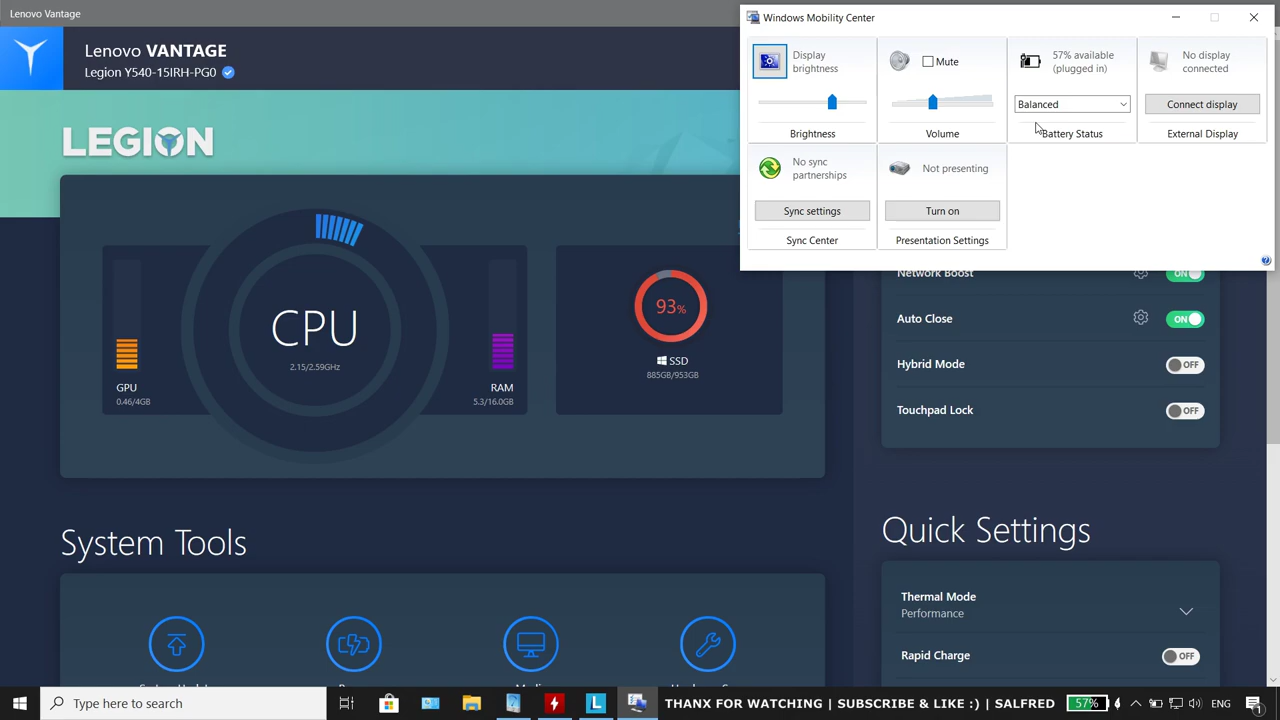 Lenovo Vantage
Lenovo VANTAGE
Legion Y540-15IRH-PG0
LEGION
CPU
2.15/2.59GHz
GPU
0.46/4GB
RAM
5.3/16.0GB
93%
SSD
885GB/953GB
Windows Mobility Center
Display
brightness
Brightness
Mute
Volume
57% available
(plugged in)
Balanced
Battery Status
No display
connected
Connect display
External Display
No sync
partnerships
Sync settings
Sync Center
Not presenting
Turn on
Presentation Settings
Network Boost
ON
Auto Close
ON
Hybrid Mode
OFF
Touchpad Lock
OFF
System Tools
Quick Settings
Thermal Mode
Performance
Rapid Charge
OFF
Type here to search
THANX FOR WATCHING | SUBSCRIBE & LIKE :) | SALFRED
57%
ENG
1